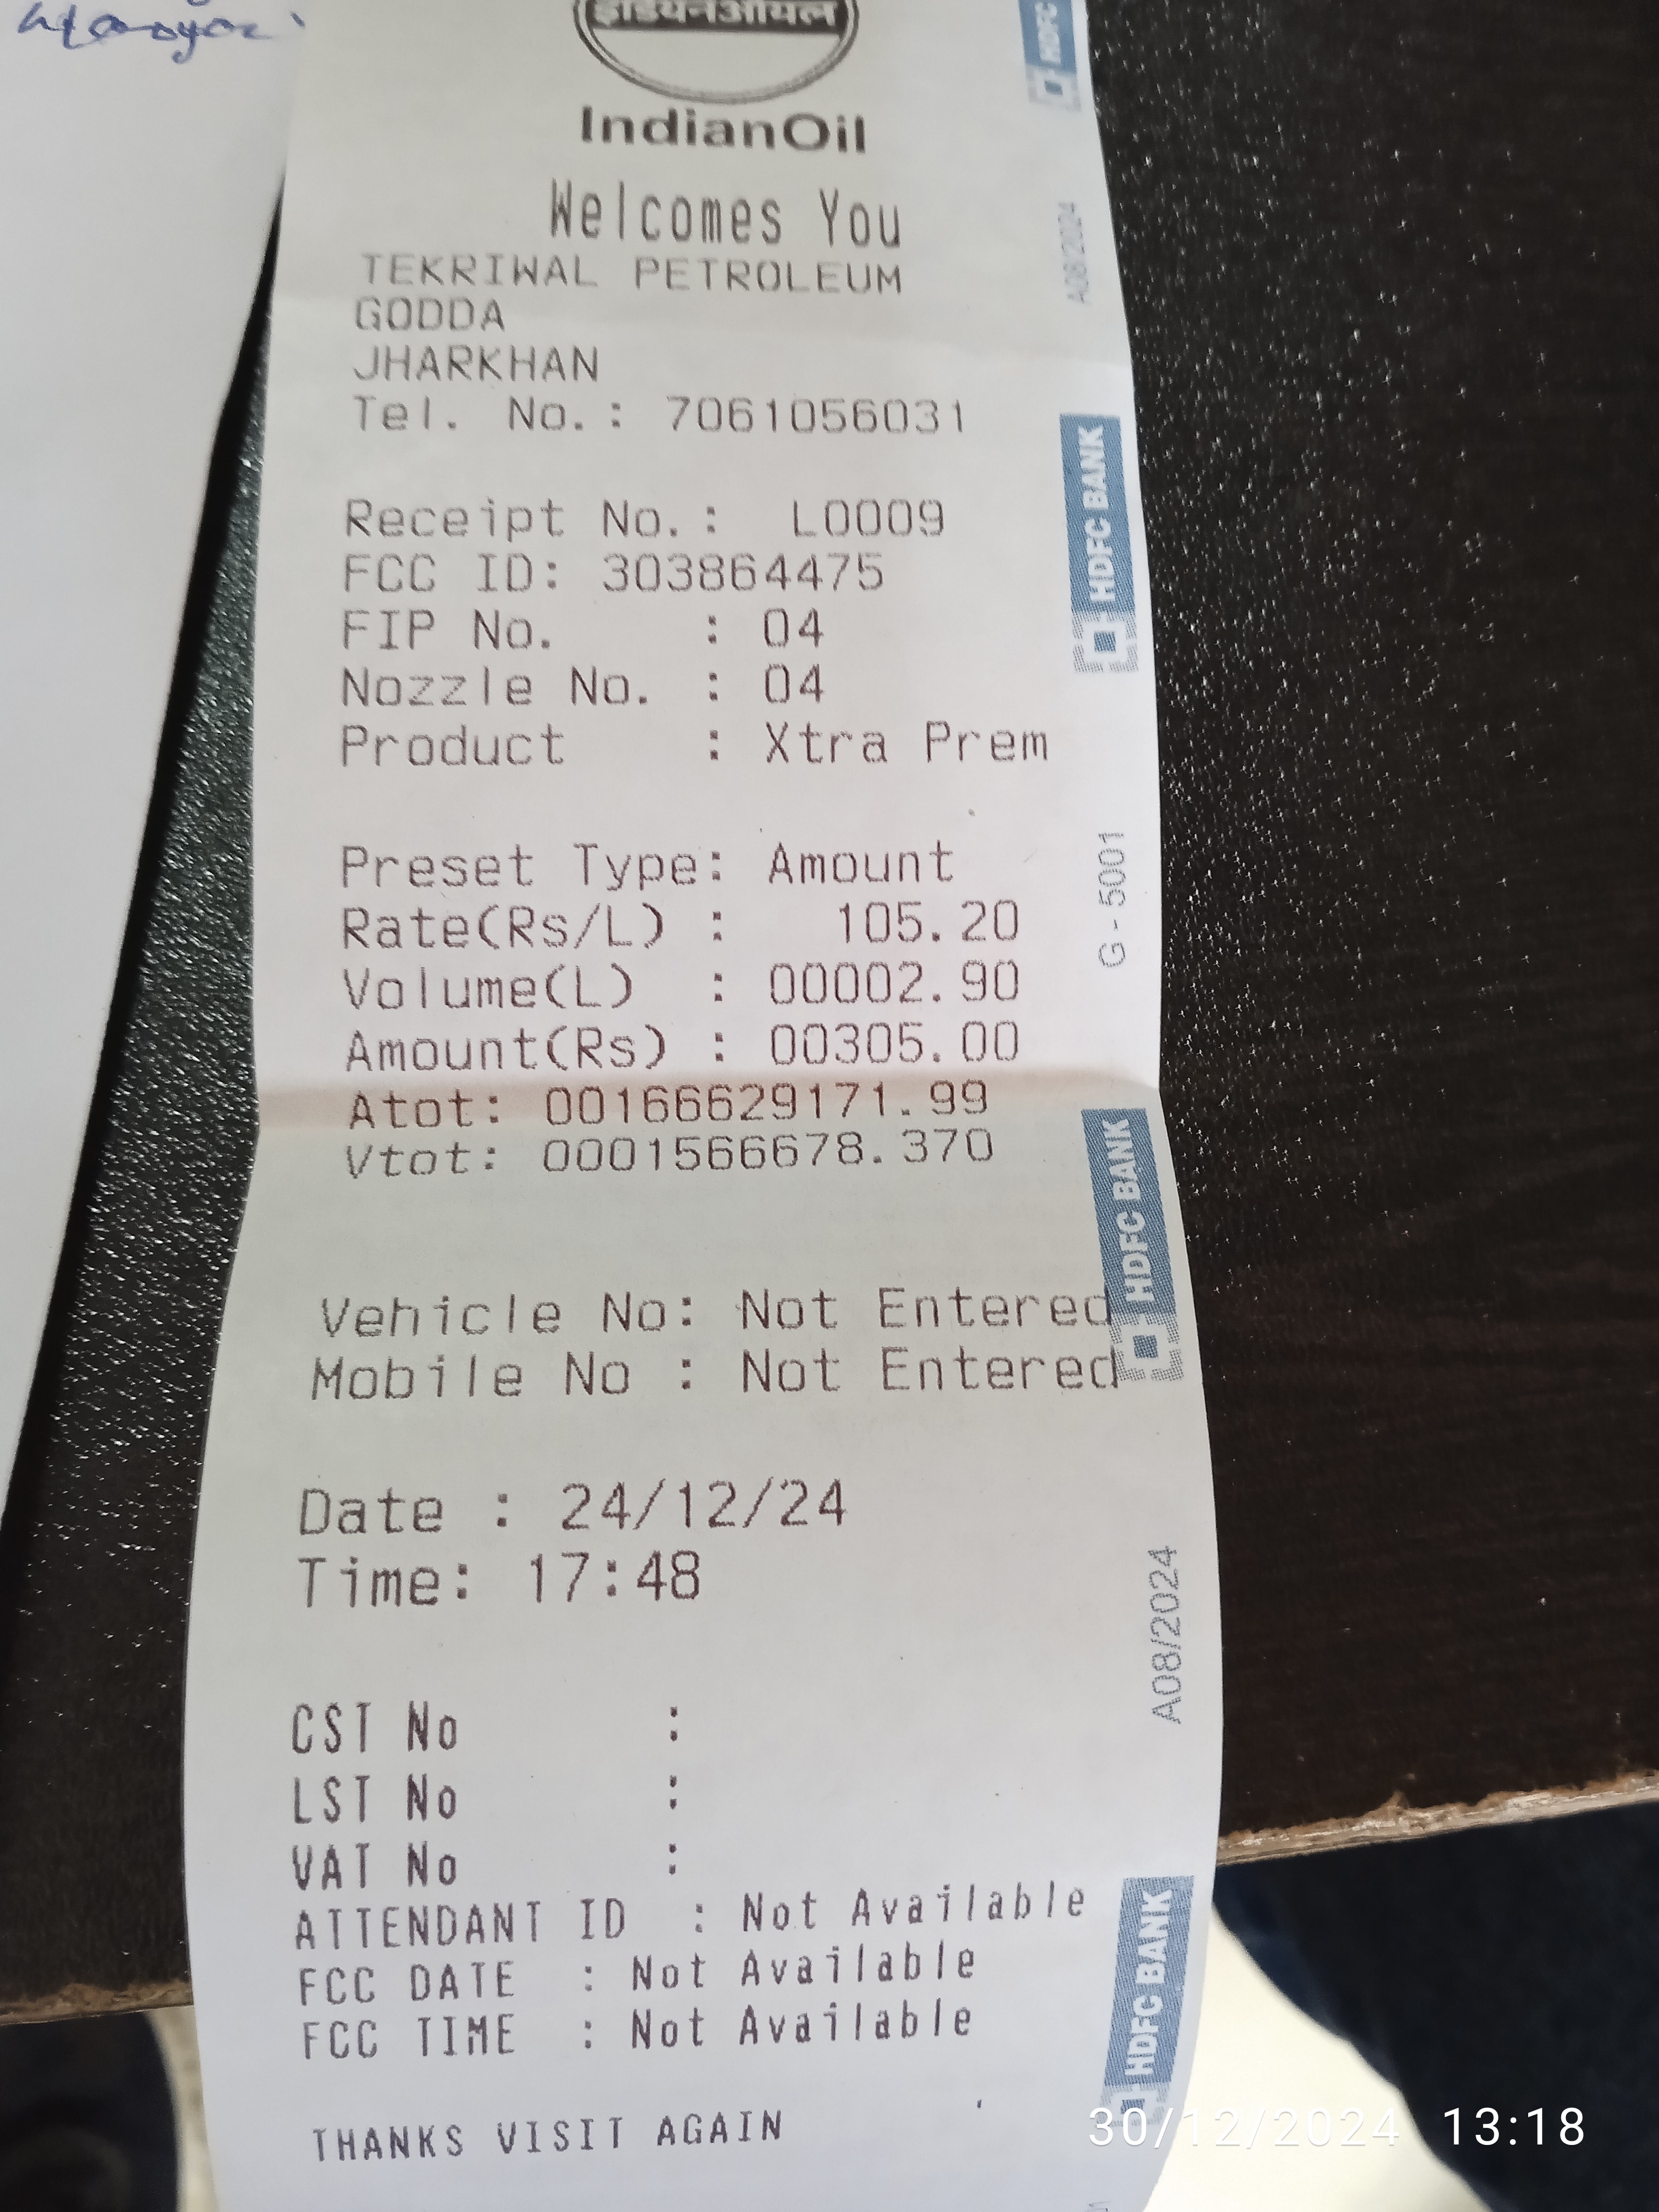 इंडियनऑयल
IndianOil
Welcomes You
TEKRIWAL PETROLEUM
GODDA
JHARKHAN
Tel. No.: 7061056031
Receipt No.: L0009
FCC ID: 303864475
FIP No. : 04
Nozzle No. : 04
Product : Xtra Prem
Preset Type: Amount
Rate(Rs/L) : 105.20
Volume(L) : 00002.90
Amount(Rs) : 00305.00
Atot: 00166629171.99
Vtot: 0001566678.370
Vehicle No: Not Entered
Mobile No : Not Entered
Date : 24/12/24
Time: 17:48
CST No :
LST No :
VAT No :
ATTENDANT ID : Not Available
FCC DATE : Not Available
FCC TIME : Not Available
THANKS VISIT AGAIN
HDFC
A08/2024
HDFC BANK
G - 5001
HDFC BANK
A08/2024
HDFC BANK
30/12/2024 13:18